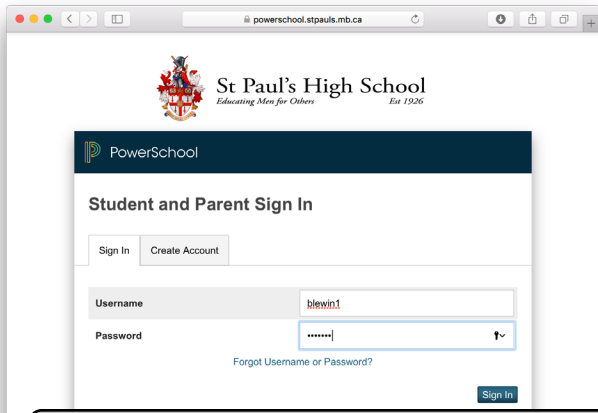 powerschool.stpauls.mb.ca
St Paul's High School
Educating Men for Others Est 1926
PowerSchool
Student and Parent Sign In
Sign In Create Account
Username blewin1
Password •••••••
Forgot Username or Password?
Sign In